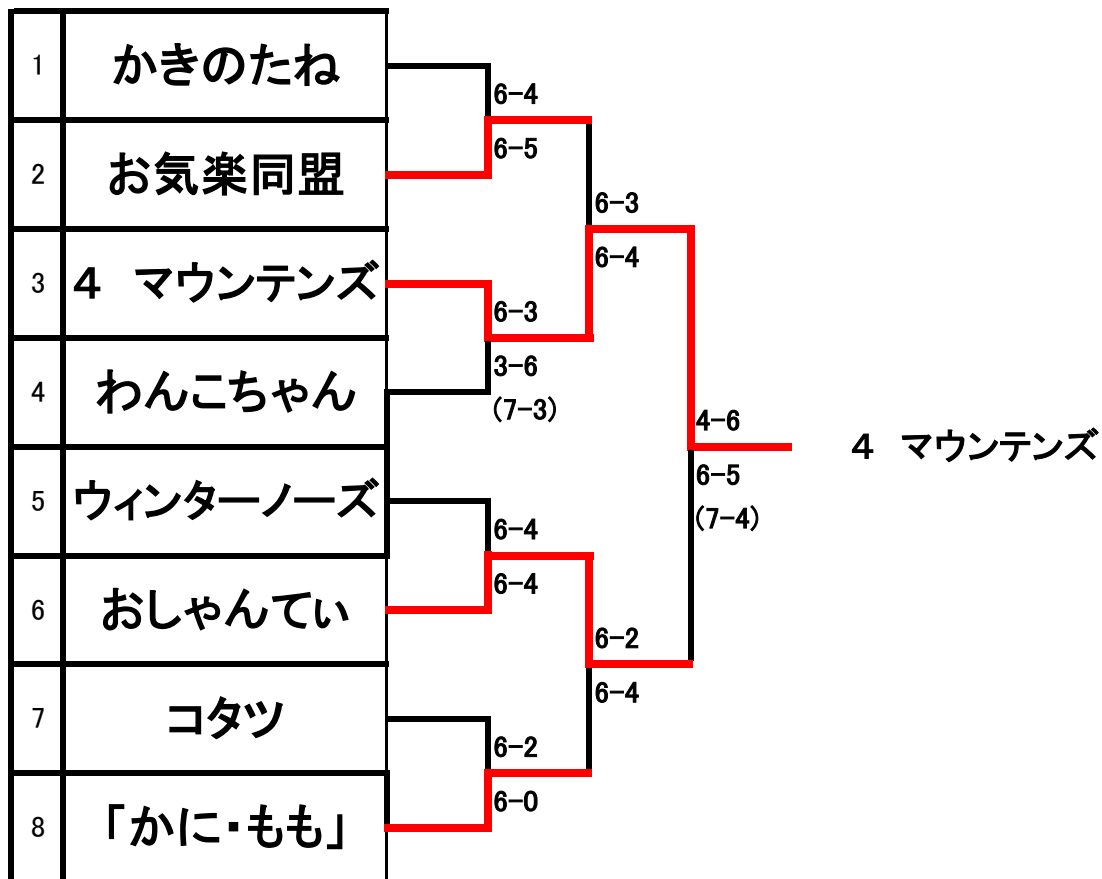 1 かきのたね
2 お気楽同盟
3 4 マウンテンズ
4 わんこちゃん
5 ウィンターノーズ
6 おしゃんてぃ
7 コタツ
8 「かに・もも」
6-4
6-5
6-3
3-6
(7-3)
6-4
6-4
6-2
6-0
6-3
6-4
6-2
6-4
4-6
6-5
(7-4)
4 マウンテンズ